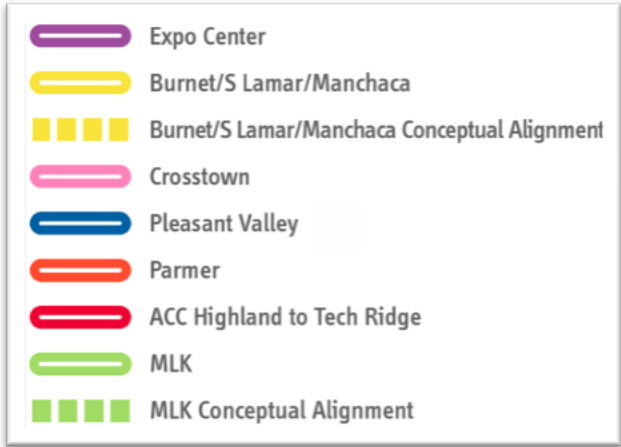 Expo Center
Burnet/S Lamar/Manchaca
Burnet/S Lamar/Manchaca Conceptual Alignment
Crosstown
Pleasant Valley
Parmer
ACC Highland to Tech Ridge
MLK
MLK Conceptual Alignment